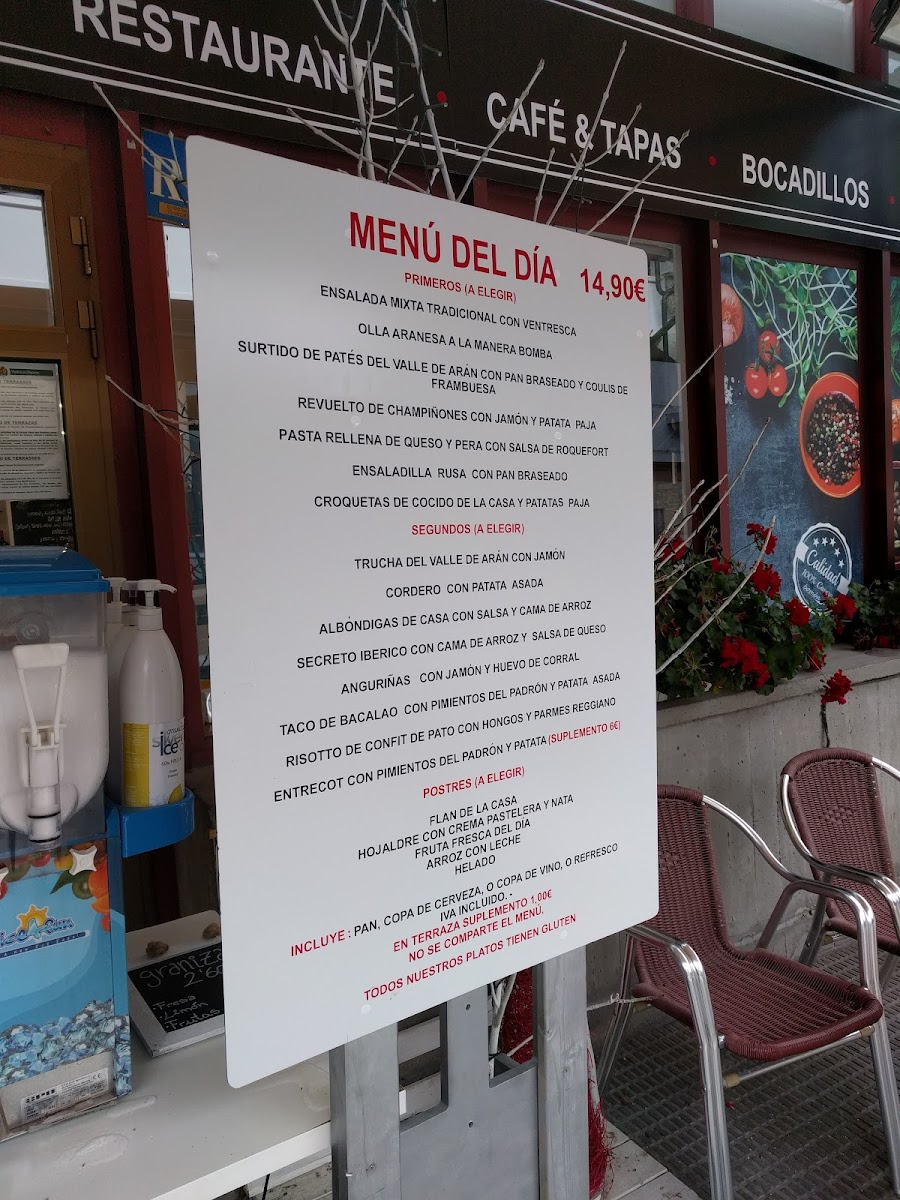 RESTAURANTE • CAFÉ & TAPAS • BOCADILLOS •
R
MENÚ DEL DÍA 14,90€
PRIMEROS (A ELEGIR)
ENSALADA MIXTA TRADICIONAL CON VENTRESCA
OLLA ARANESA A LA MANERA BOMBA
SURTIDO DE PATÉS DEL VALLE DE ARÁN CON PAN BRASEADO Y COULIS DE
FRAMBUESA
REVUELTO DE CHAMPIÑONES CON JAMÓN Y PATATA PAJA
PASTA RELLENA DE QUESO Y PERA CON SALSA DE ROQUEFORT
ENSALADILLA RUSA CON PAN BRASEADO
CROQUETAS DE COCIDO DE LA CASA Y PATATAS PAJA
SEGUNDOS (A ELEGIR)
TRUCHA DEL VALLE DE ARÁN CON JAMÓN
CORDERO CON PATATA ASADA
ALBÓNDIGAS DE CASA CON SALSA Y CAMA DE ARROZ
SECRETO IBERICO CON CAMA DE ARROZ Y SALSA DE QUESO
ANGURIÑAS CON JAMÓN Y HUEVO DE CORRAL
TACO DE BACALAO CON PIMIENTOS DEL PADRÓN Y PATATA ASADA
RISOTTO DE CONFIT DE PATO CON HONGOS Y PARMES REGGIANO
ENTRECOT CON PIMIENTOS DEL PADRÓN Y PATATA (SUPLEMENTO 6€)
POSTRES (A ELEGIR)
FLAN DE LA CASA
HOJALDRE CON CREMA PASTELERA Y NATA
FRUTA FRESCA DEL DÍA
ARROZ CON LECHE
HELADO
INCLUYE : PAN, COPA DE CERVEZA, O COPA DE VINO, O REFRESCO
IVA INCLUIDO. -
EN TERRAZA SUPLEMENTO 1,00€
NO SE COMPARTE EL MENÚ.
TODOS NUESTROS PLATOS TIENEN GLUTEN
Calidad
100%
graniza
Fresa
Limón